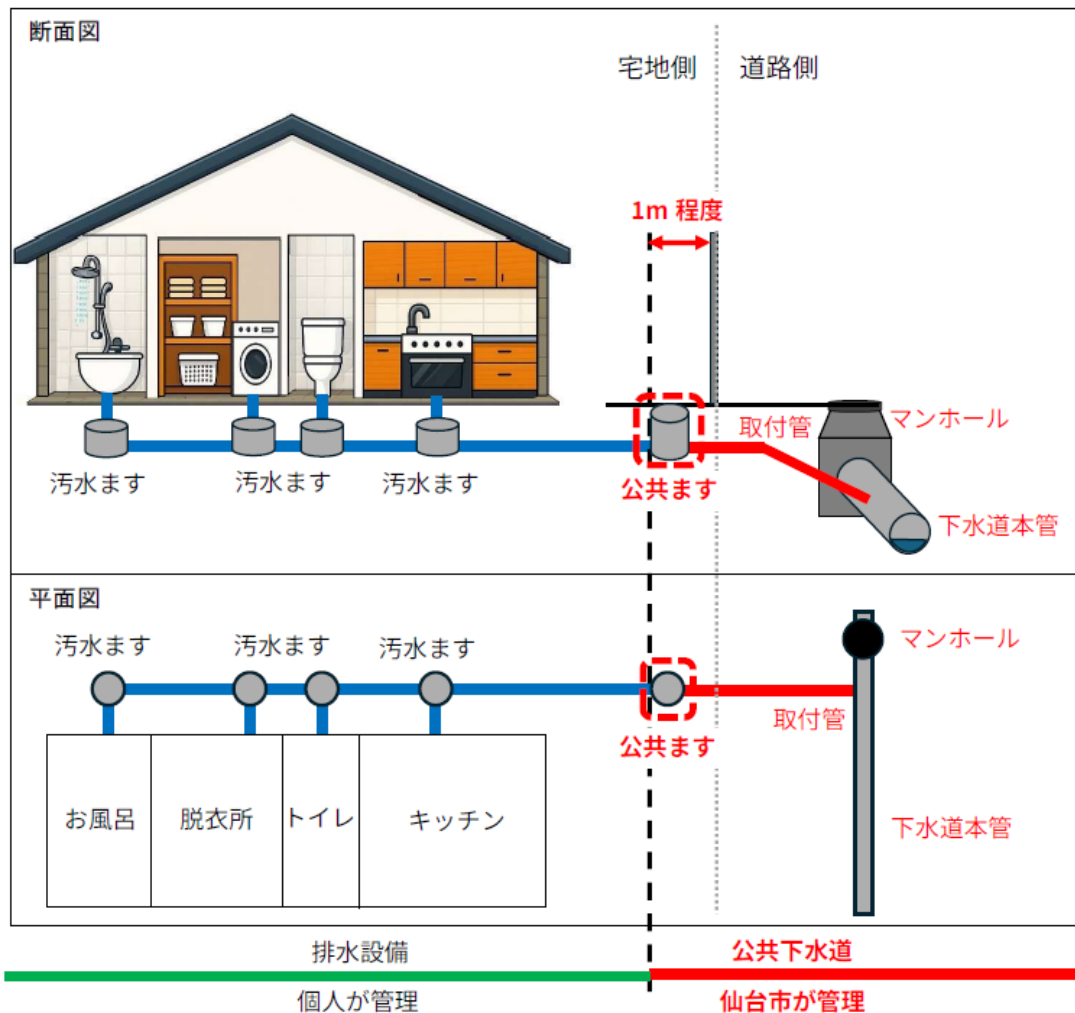 断面図
宅地側
道路側
1m 程度
取付管
マンホール
汚水ます
汚水ます
汚水ます
公共ます
下水道本管
平面図
汚水ます
汚水ます
汚水ます
マンホール
取付管
公共ます
お風呂
脱衣所
トイレ
キッチン
下水道本管
排水設備
公共下水道
個人が管理
仙台市が管理